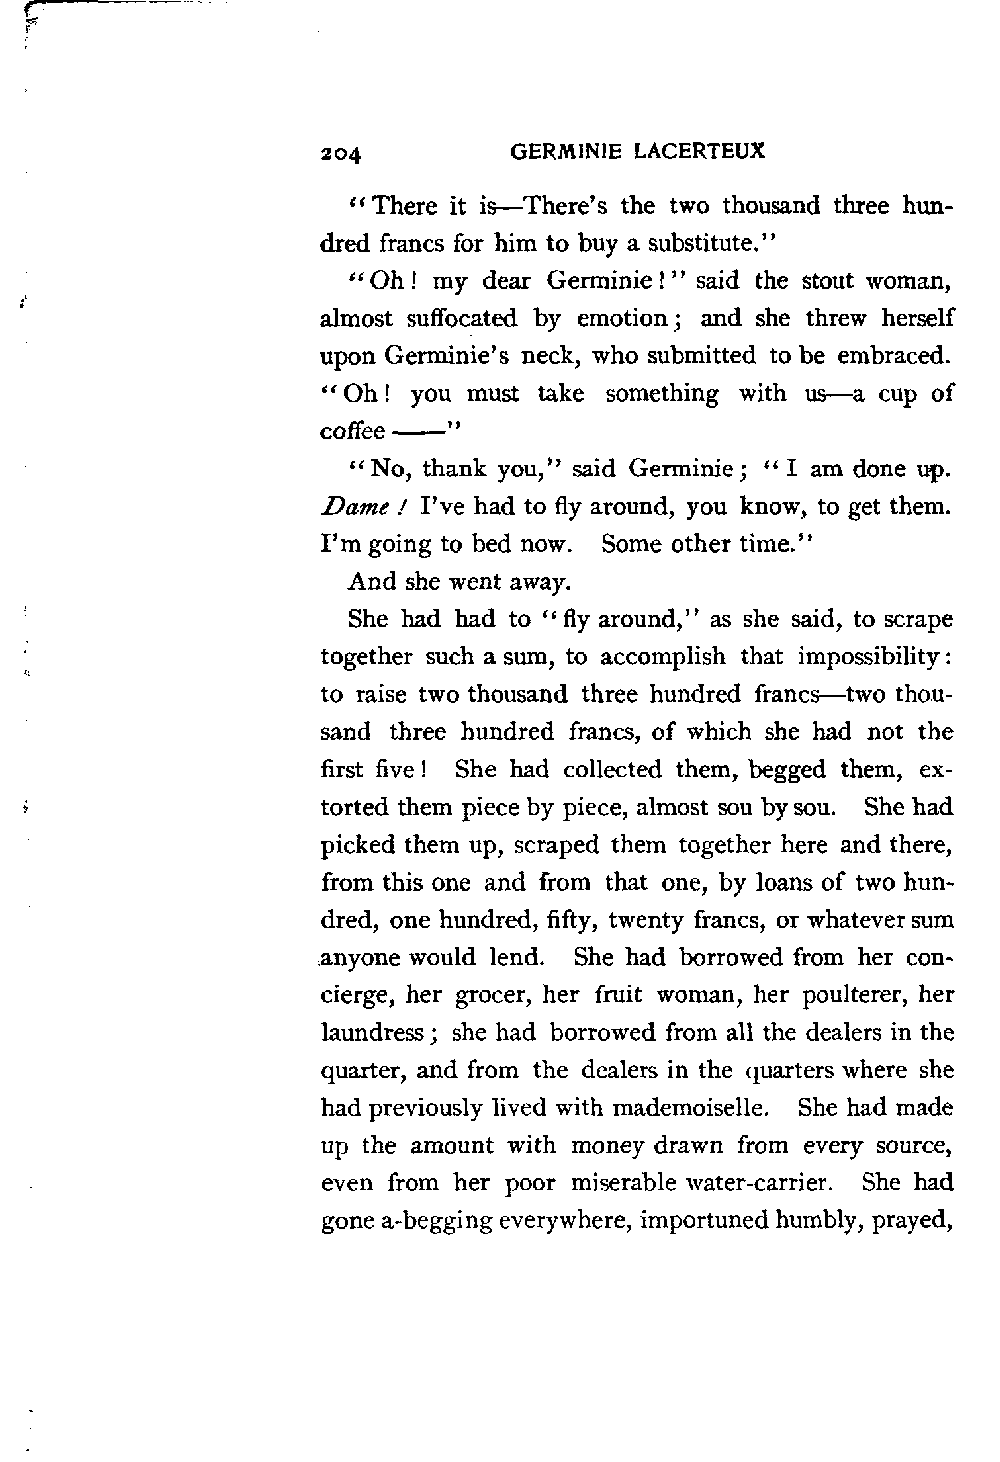 204 GERMINIE LACERTEUX
"There it is—There's the two thousand three hun-
dred francs for him to buy a substitute."
"Oh! my dear Germinie!" said the stout woman,
almost suffocated by emotion; and she threw herself
upon Germinie's neck, who submitted to be embraced.
"Oh! you must take something with us—a cup of
coffee ——"
"No, thank you," said Germinie; "I am done up.
Dame! I've had to fly around, you know, to get them.
I'm going to bed now. Some other time."
And she went away.
She had had to "fly around," as she said, to scrape
together such a sum, to accomplish that impossibility:
to raise two thousand three hundred francs—two thou-
sand three hundred francs, of which she had not the
first five! She had collected them, begged them, ex-
torted them piece by piece, almost sou by sou. She had
picked them up, scraped them together here and there,
from this one and from that one, by loans of two hun-
dred, one hundred, fifty, twenty francs, or whatever sum
anyone would lend. She had borrowed from her con-
cierge, her grocer, her fruit woman, her poulterer, her
laundress; she had borrowed from all the dealers in the
quarter, and from the dealers in the quarters where she
had previously lived with mademoiselle. She had made
up the amount with money drawn from every source,
even from her poor miserable water-carrier. She had
gone a-begging everywhere, importuned humbly, prayed,